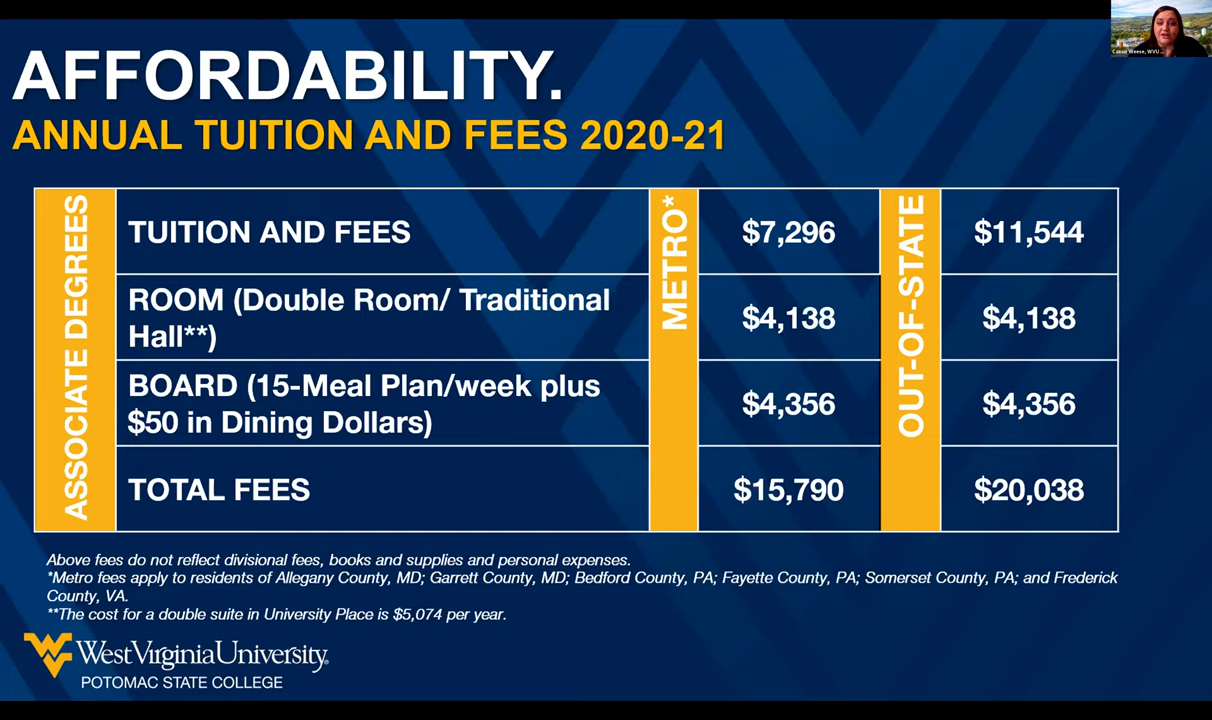 Cassie Weese, WVU ...
AFFORDABILITY.
ANNUAL TUITION AND FEES 2020-21
ASSOCIATE DEGREES
METRO*
OUT-OF-STATE
TUITION AND FEES $7,296 $11,544
ROOM (Double Room/ Traditional
Hall**) $4,138 $4,138
BOARD (15-Meal Plan/week plus
$50 in Dining Dollars) $4,356 $4,356
TOTAL FEES $15,790 $20,038
Above fees do not reflect divisional fees, books and supplies and personal expenses.
*Metro fees apply to residents of Allegany County, MD; Garrett County, MD; Bedford County, PA; Fayette County, PA; Somerset County, PA; and Frederick
County, VA.
**The cost for a double suite in University Place is $5,074 per year.
WestVirginiaUniversity®
POTOMAC STATE COLLEGE